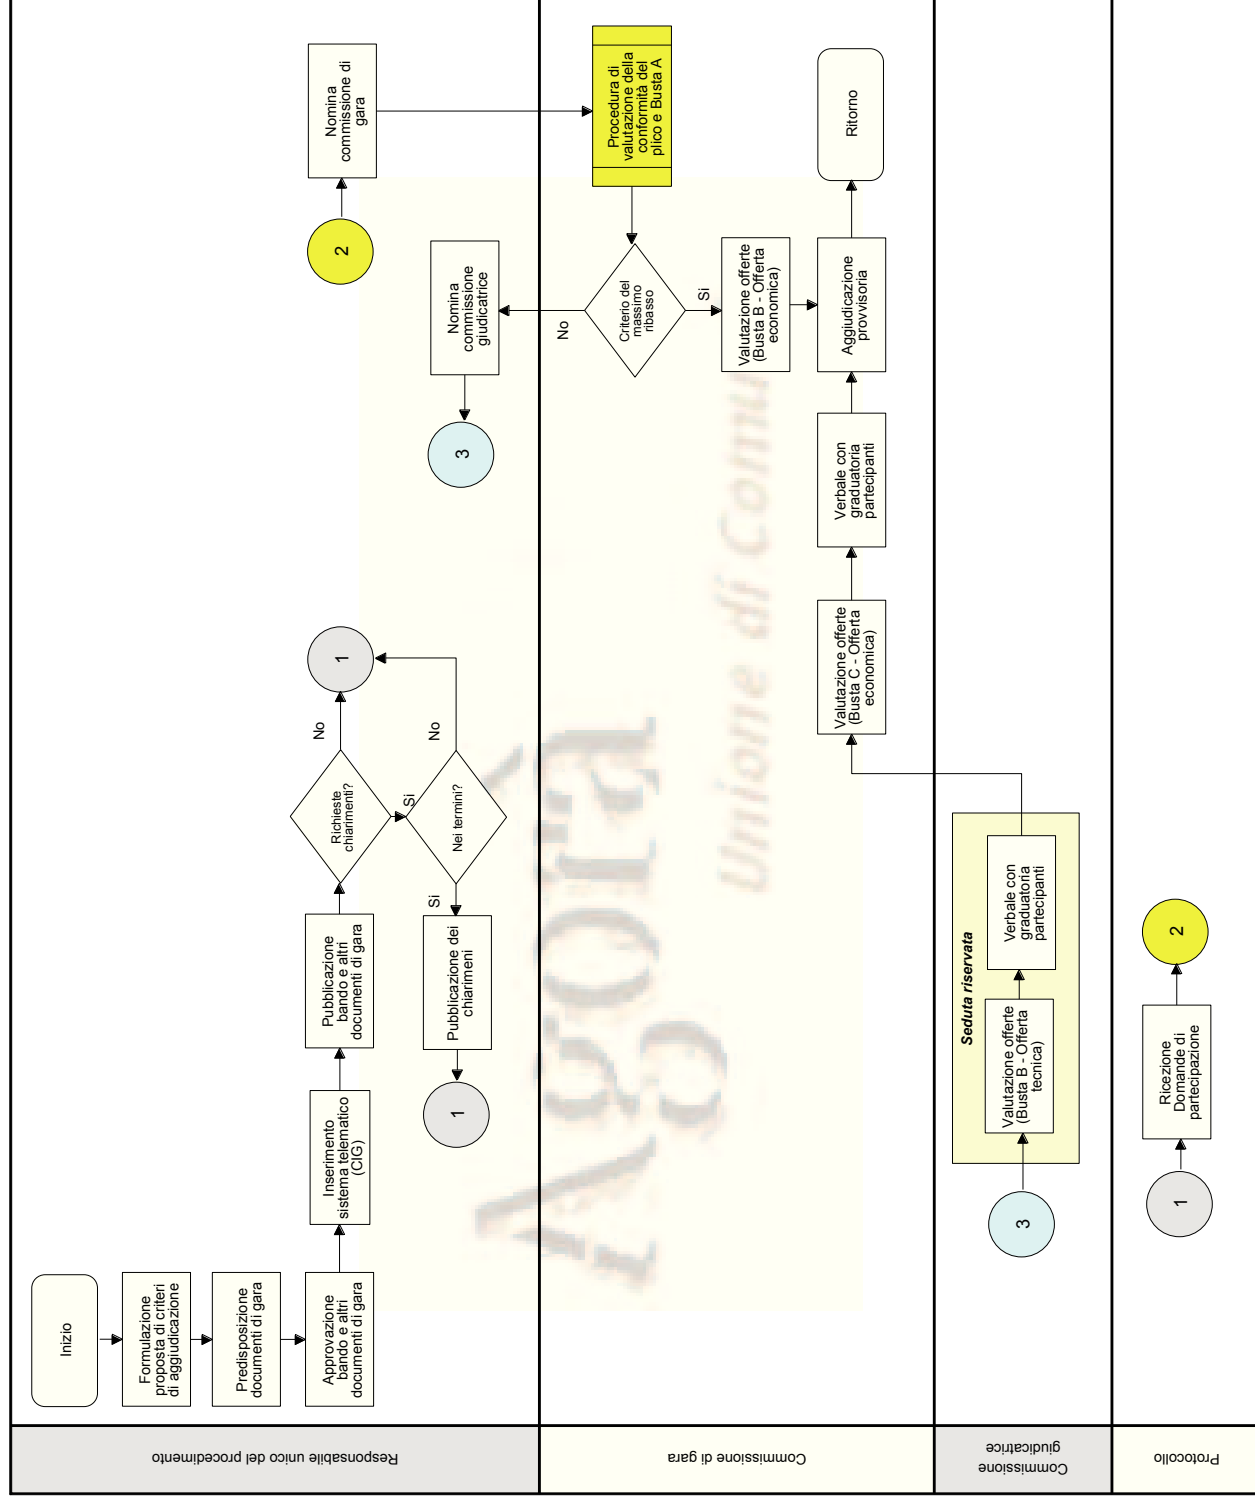 Responsabile unico del procedimento
Inizio
Formulazione
proposta di criteri
di aggiudicazione
Predisposizione
documenti di gara
Approvazione
bando e altri
documenti di gara
Inserimento
sistema telematico
(CIG)
Pubblicazione
bando e altri
documenti di gara
Richieste
chiarimenti?
No
1
Si
Nei termini?
No
Si
Pubblicazione dei
chiarimeni
1
2
Nomina
commissione di
gara
Nomina
commissione
giudicatrice
3
Commissione di gara
Procedura di
valutazione della
conformità del
plico e Busta A
Criterio del
massimo
ribasso
No
Si
Valutazione offerte
(Busta B - Offerta
economica)
Valutazione offerte
(Busta C - Offerta
economica)
Verbale con
graduatoria
partecipanti
Aggiudicazione
provvisoria
Ritorno
Commissione
giudicatrice
Seduta riservata
3
Valutazione offerte
(Busta B - Offerta
tecnica)
Verbale con
graduatoria
partecipanti
Protocollo
1
Ricezione
Domande di
partecipazione
2
Agorà
Unione di Comu